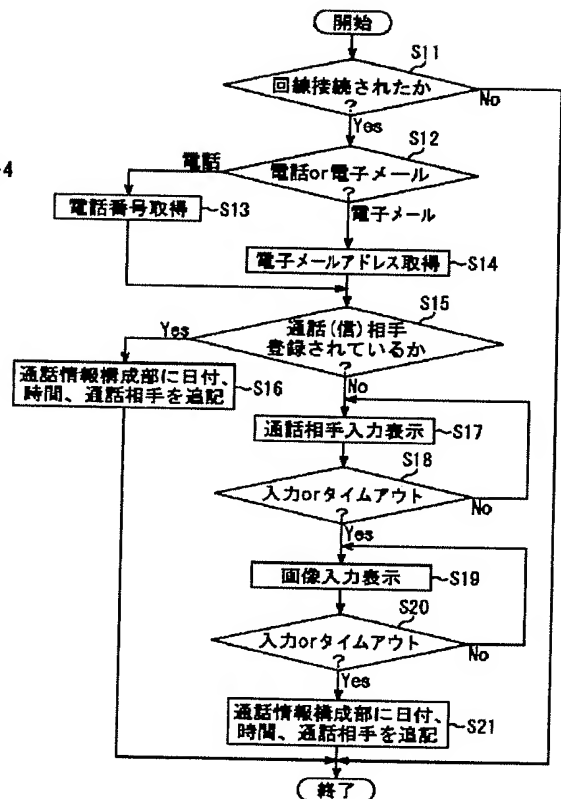 開始
S11
回線接続されたか
?
No
Yes
S12
電話
電話or電子メール
?
-4
電話番号取得
S13
電子メール
電子メールアドレス取得
S14
S15
Yes
通話(信)相手
登録されているか
?
No
通話情報構成部に日付、
時間、通話相手を追記
S16
通話相手入力表示
S17
S18
入力orタイムアウト
?
No
Yes
画像入力表示
S19
S20
入力orタイムアウト
?
No
Yes
通話情報構成部に日付、
時間、通話相手を追記
S21
終了